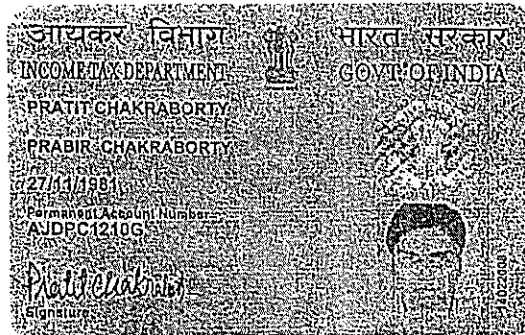 आयकर विभाग
भारत सरकार
INCOME TAX DEPARTMENT
GOVT. OF INDIA
PRATIT CHAKRABORTY
PRABIR CHAKRABORTY
27/11/1981
Permanent Account Number
AJDPC1210G
Signature